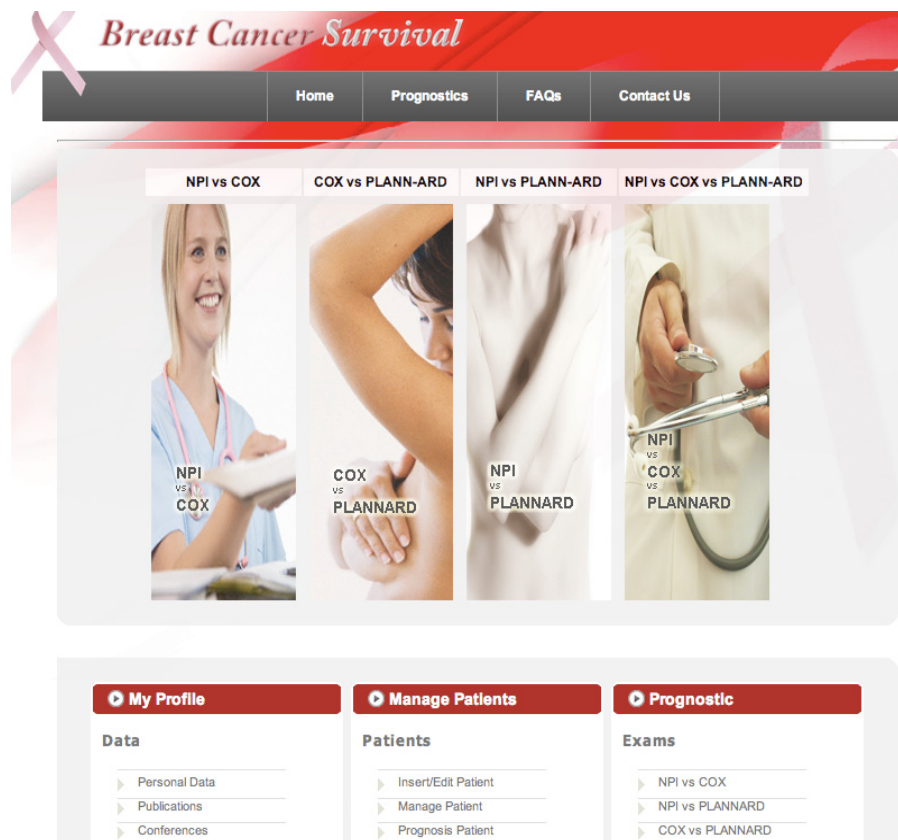 Breast Cancer Survival
Home Prognostics FAQs Contact Us
NPI vs COX COX vs PLANN-ARD NPI vs PLANN-ARD NPI vs COX vs PLANN-ARD
NPI
vs
COX
COX
vs
PLANNARD
NPI
vs
PLANNARD
NPI
vs
COX
vs
PLANNARD
My Profile Manage Patients Prognostic
Data Patients Exams
Personal Data Insert/Edit Patient NPI vs COX
Publications Manage Patient NPI vs PLANNARD
Conferences Prognosis Patient COX vs PLANNARD